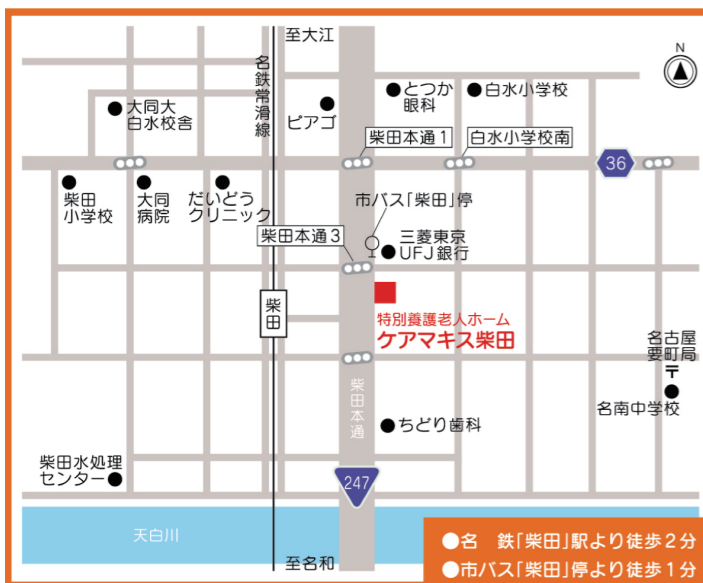 至大江
N
名鉄常滑線
大同大
白水校舎
ピアゴ
とつか
眼科
白水小学校
柴田本通1
白水小学校南
36
柴田
小学校
大同
病院
だいどう
クリニック
市バス「柴田」停
柴田本通3
三菱東京
UFJ銀行
柴田
特別養護老人ホーム
ケアマキス柴田
名古屋
要町局
〒
名南中学校
柴田本通
ちどり歯科
柴田水処理
センター
247
天白川
至名和
●名 鉄「柴田」駅より徒歩2分
●市バス「柴田」停より徒歩1分